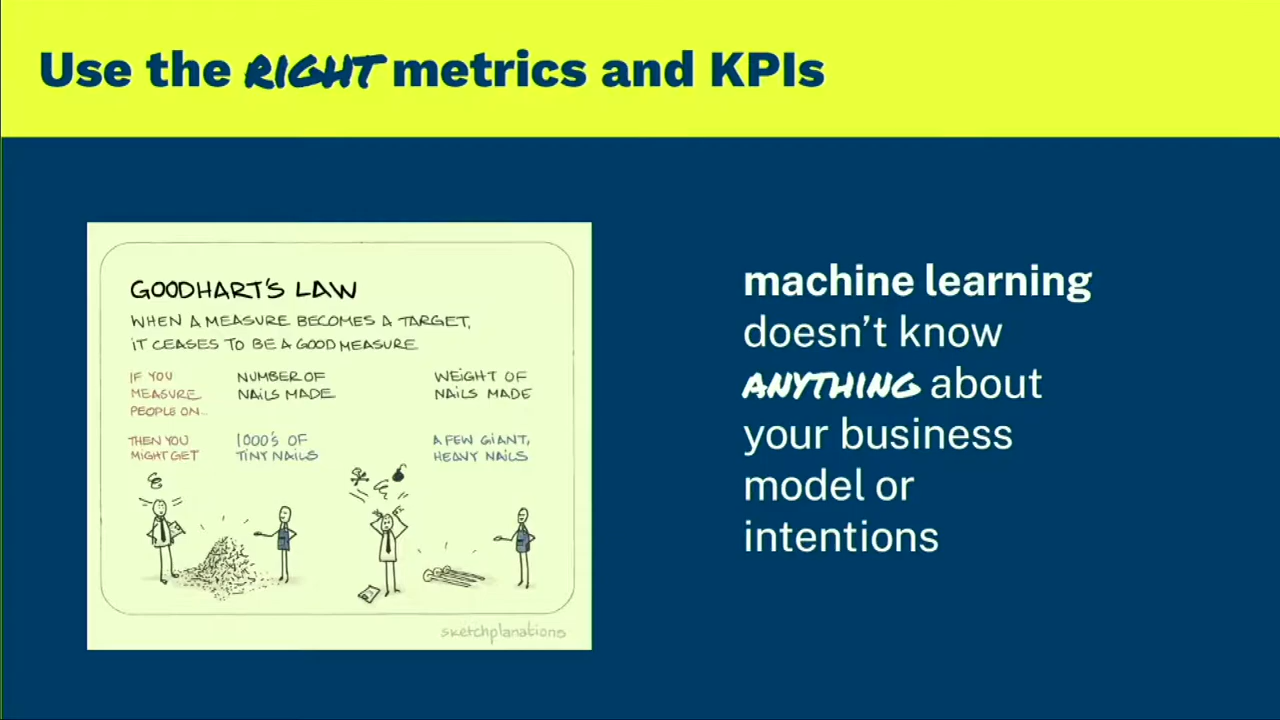 Use the RIGHT metrics and KPIs
GOODHART'S LAW
WHEN A MEASURE BECOMES A TARGET,
IT CEASES TO BE A GOOD MEASURE
IF YOU
MEASURE
PEOPLE ON...
NUMBER OF
NAILS MADE
WEIGHT OF
NAILS MADE
THEN YOU
MIGHT GET
1000'S OF
TINY NAILS
A FEW GIANT,
HEAVY NAILS
sketchplanations
machine learning
doesn't know
ANYTHING about
your business
model or
intentions